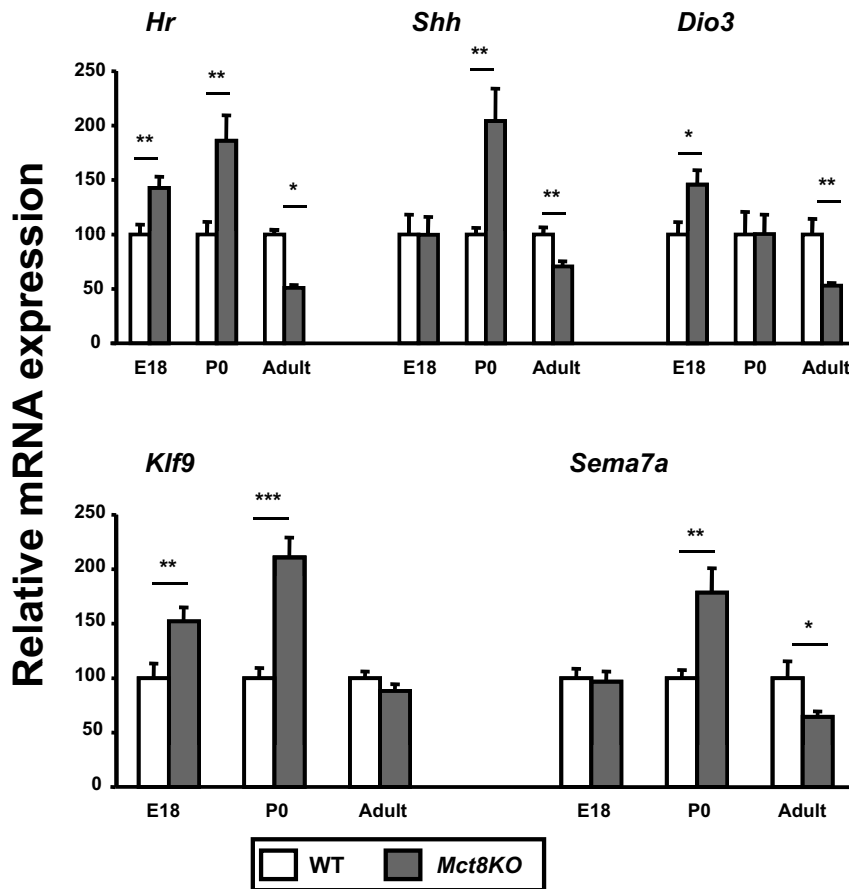 Hr Shh Dio3
Relative mRNA expression
250
200
150
100
50
0
** ** * ** ** * **
E18 P0 Adult E18 P0 Adult E18 P0 Adult
Klf9 Sema7a
250
200
150
100
50
0
** *** ** *
E18 P0 Adult E18 P0 Adult
WT Mct8KO